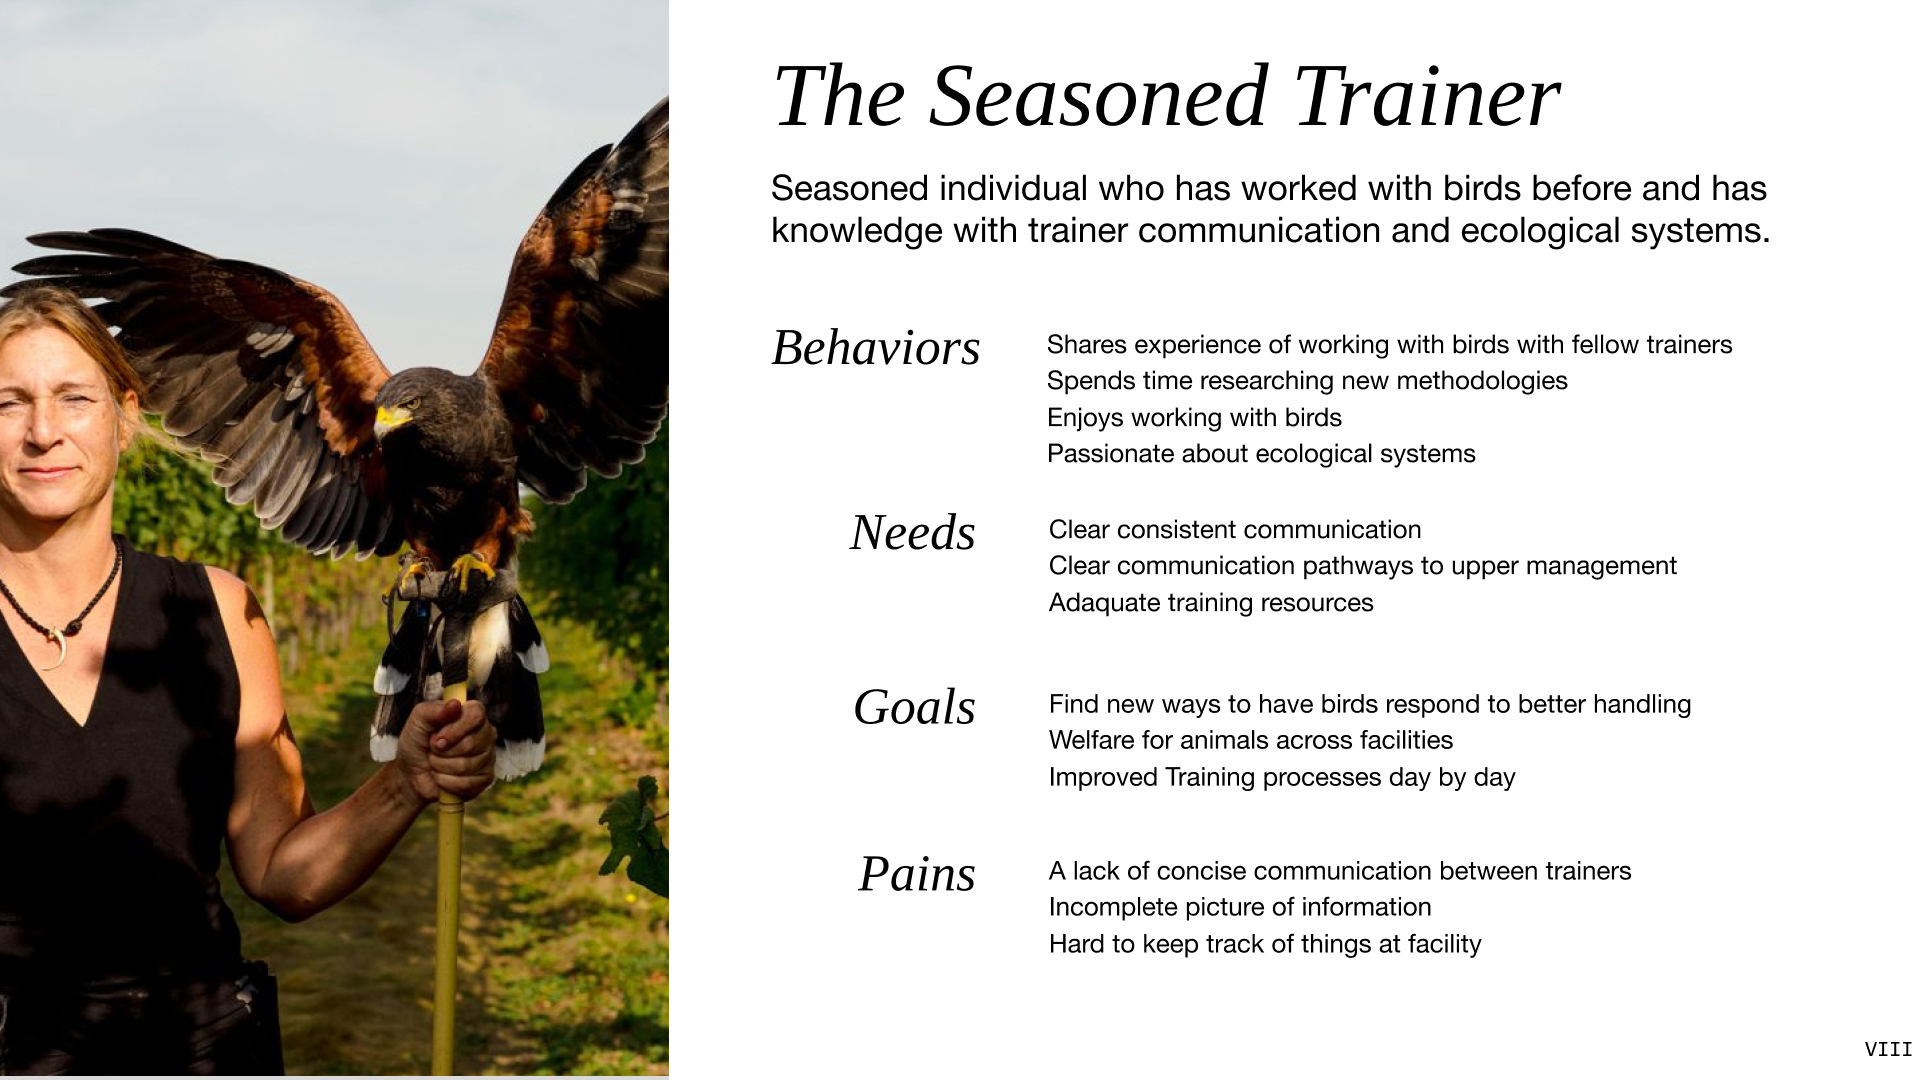 The Seasoned Trainer
Seasoned individual who has worked with birds before and has
knowledge with trainer communication and ecological systems.
Behaviors
Shares experience of working with birds with fellow trainers
Spends time researching new methodologies
Enjoys working with birds
Passionate about ecological systems
Needs
Clear consistent communication
Clear communication pathways to upper management
Adaquate training resources
Goals
Find new ways to have birds respond to better handling
Welfare for animals across facilities
Improved Training processes day by day
Pains
A lack of concise communication between trainers
Incomplete picture of information
Hard to keep track of things at facility
VIII